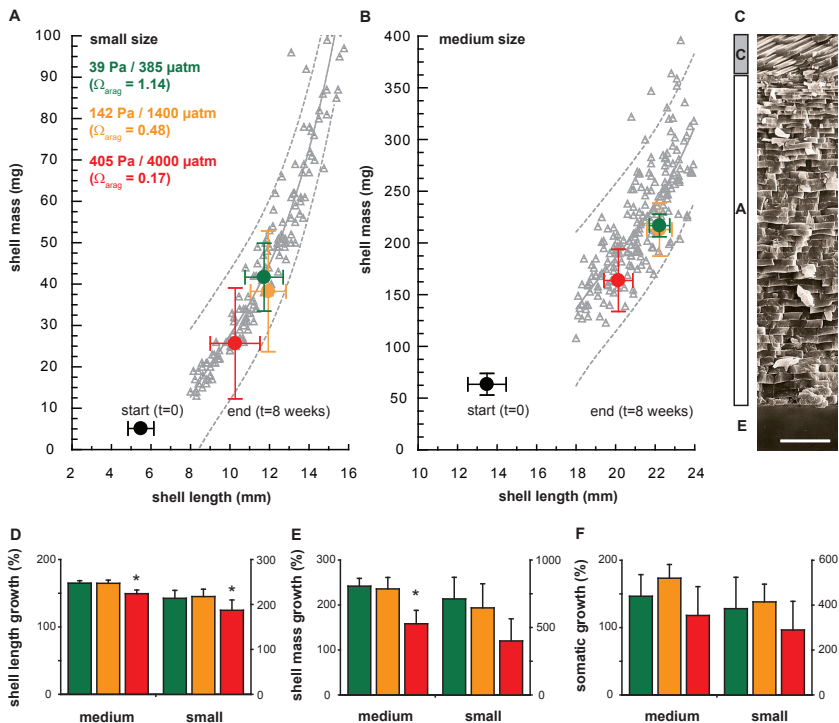 A
small size
39 Pa / 385 µatm
(Ωarag = 1.14)
142 Pa / 1400 µatm
(Ωarag = 0.48)
405 Pa / 4000 µatm
(Ωarag = 0.17)
shell mass (mg)
100
90
80
70
60
50
40
30
20
10
0
start (t=0)
end (t=8 weeks)
2
4
6
8
10
12
14
16
shell length (mm)
B
medium size
shell mass (mg)
400
350
300
250
200
150
100
50
0
start (t=0)
end (t=8 weeks)
10
12
14
16
18
20
22
24
shell length (mm)
C
C
A
E
D
shell length growth (%)
200
150
100
0
300
200
100
0
*
*
medium
small
E
shell mass growth (%)
300
200
100
0
1000
800
600
400
200
0
*
medium
small
F
somatic growth (%)
200
150
100
50
0
600
400
200
0
medium
small